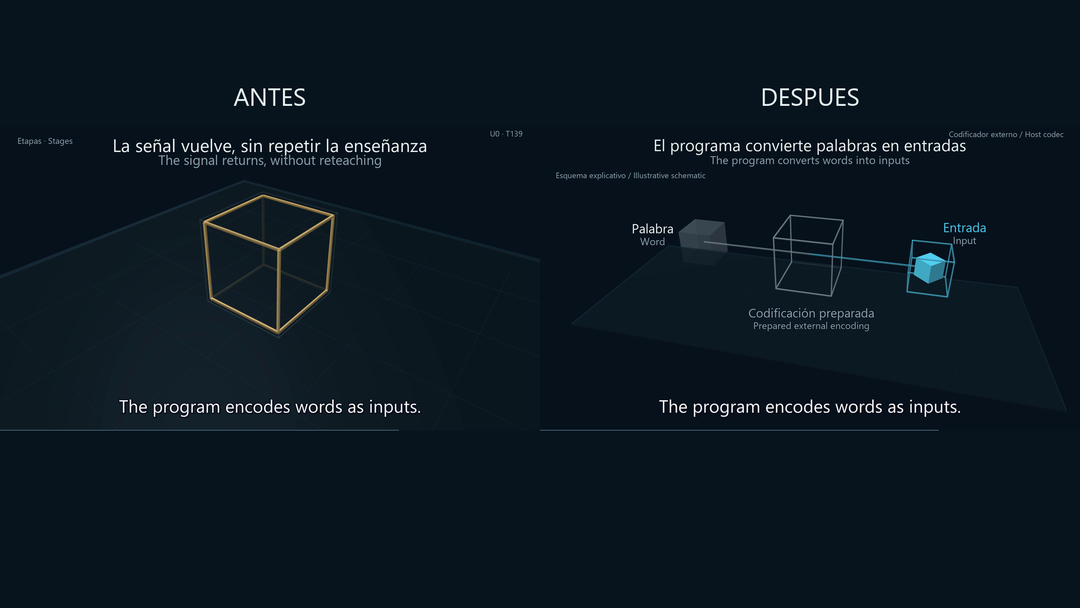 ANTES
Etapas · Stages
U0 · T139
La señal vuelve, sin repetir la enseñanza
The signal returns, without reteaching
The program encodes words as inputs.
DESPUES
Codificador externo / Host codec
El programa convierte palabras en entradas
The program converts words into inputs
Esquema explicativo / Illustrative schematic
Palabra
Word
Entrada
Input
Codificación preparada
Prepared external encoding
The program encodes words as inputs.